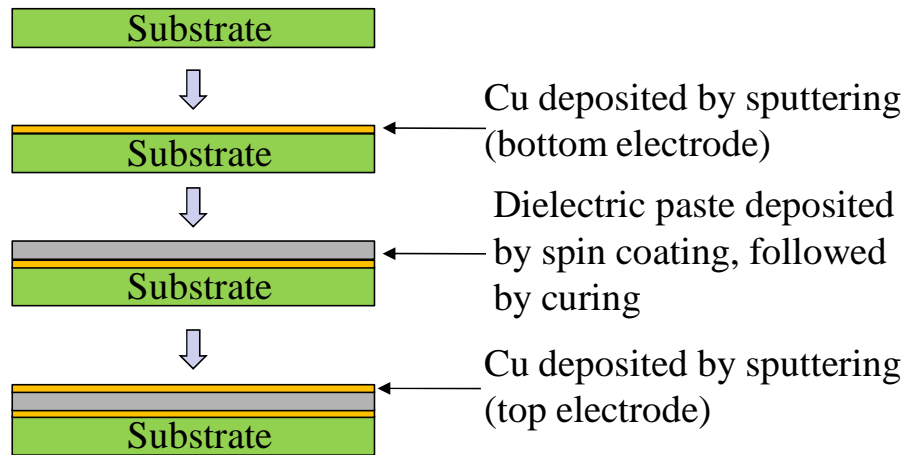 Substrate
Cu deposited by sputtering
(bottom electrode)
Substrate
Dielectric paste deposited
by spin coating, followed
by curing
Substrate
Cu deposited by sputtering
(top electrode)
Substrate